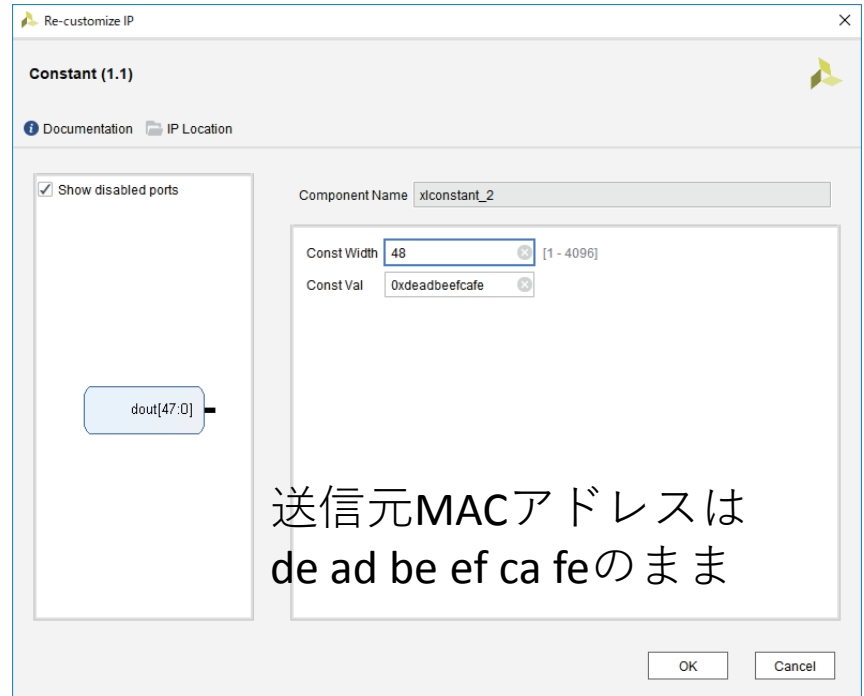 Re-customize IP
Constant (1.1)
Documentation IP Location
Show disabled ports
Component Name xlconstant_2
Const Width 48 [1 - 4096]
Const Val 0xdeadbeefcafe
dout[47:0]
送信元MACアドレスは
de ad be ef ca feのまま
OK Cancel